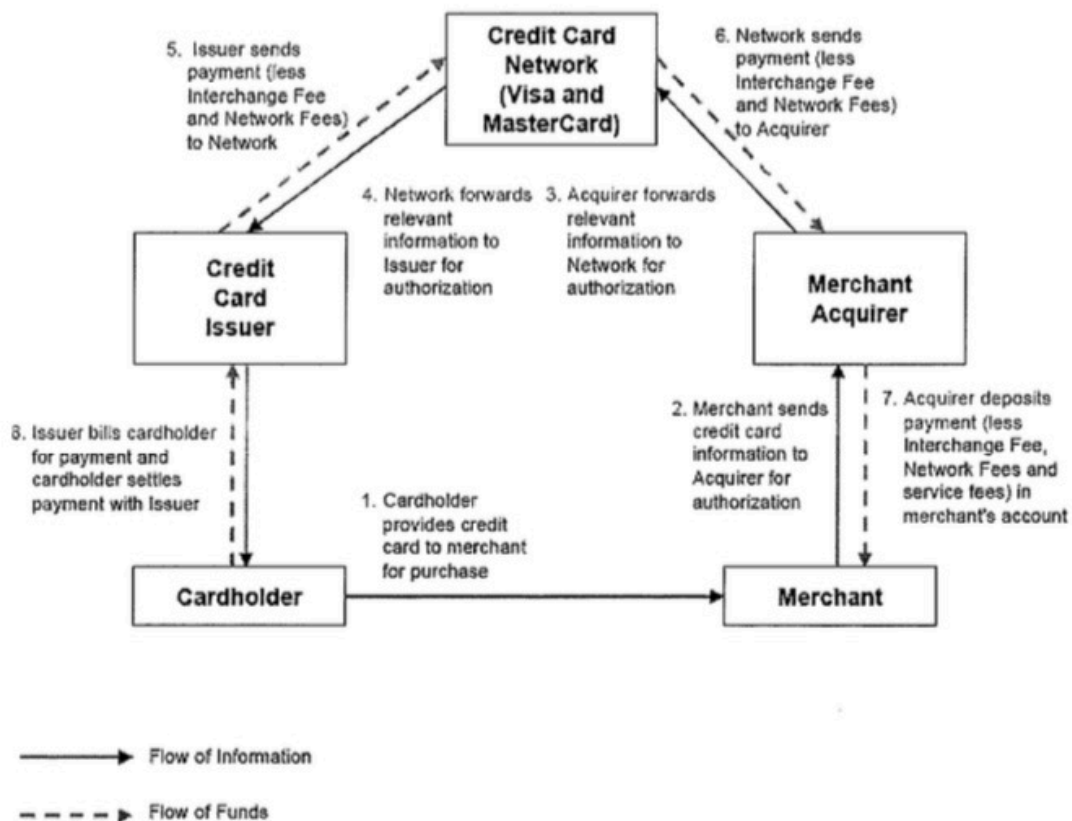 Credit Card
Network
(Visa and
MasterCard)
5. Issuer sends
payment (less
Interchange Fee
and Network Fees)
to Network
6. Network sends
payment (less
Interchange Fee
and Network Fees)
to Acquirer
4. Network forwards
relevant
information to
Issuer for
authorization
3. Acquirer forwards
relevant
information to
Network for
authorization
Credit
Card
Issuer
Merchant
Acquirer
8. Issuer bills cardholder
for payment and
cardholder settles
payment with Issuer
2. Merchant sends
credit card
information to
Acquirer for
authorization
7. Acquirer deposits
payment (less
Interchange Fee,
Network Fees and
service fees) in
merchant's account
1. Cardholder
provides credit
card to merchant
for purchase
Cardholder
Merchant
Flow of Information
Flow of Funds